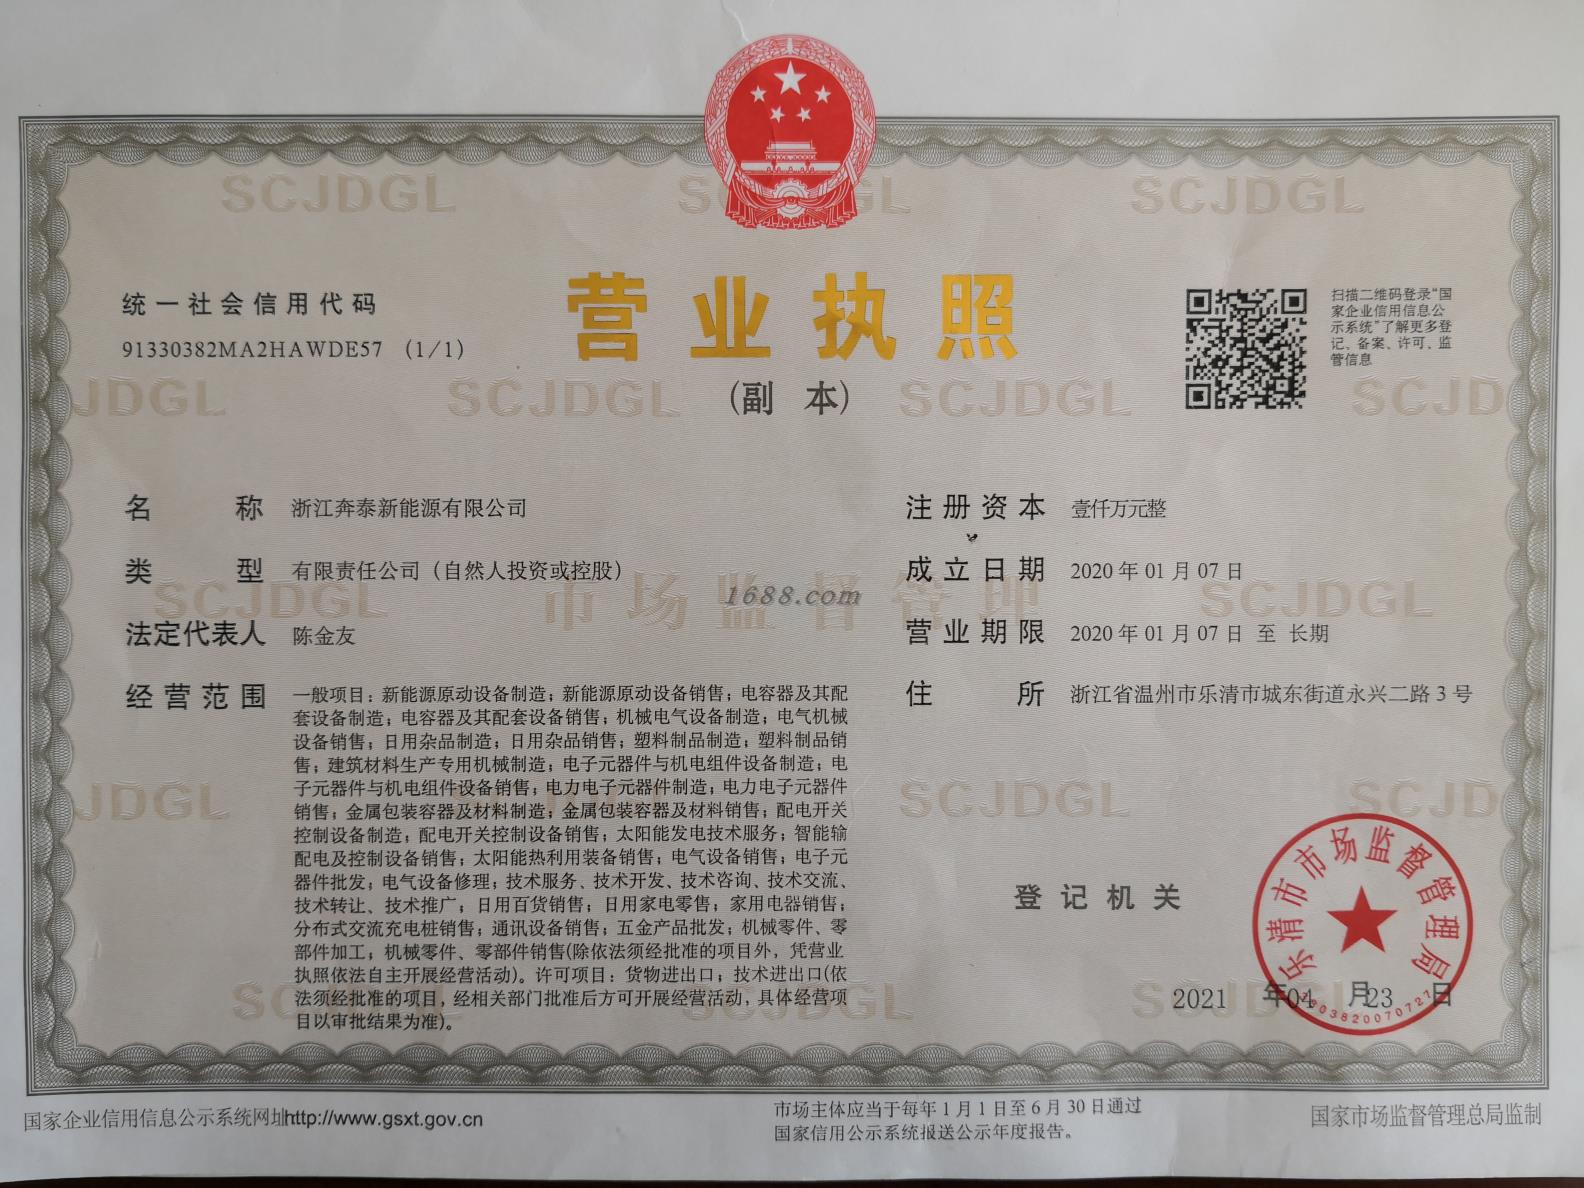 SCJDGL
SCJDGL
营业执照
(副 本)
统一社会信用代码
91330382MA2HAWDE57 (1/1)
扫描二维码登录“国
家企业信用信息公
示系统”了解更多登
记、备案、许可、监
管信息
JDGL SCJDGL SCJDGL SCJD
名 称 浙江奔泰新能源有限公司
类 型 有限责任公司（自然人投资或控股）
法定代表人 陈金友
经营范围 一般项目：新能源原动设备制造；新能源原动设备销售；电容器及其配
套设备制造；电容器及其配套设备销售；机械电气设备制造；电气机械
设备销售；日用杂品制造；日用杂品销售；塑料制品制造；塑料制品销
售；建筑材料生产专用机械制造；电子元器件与机电组件设备制造；电
子元器件与机电组件设备销售；电力电子元器件制造；电力电子元器件
销售；金属包装容器及材料制造；金属包装容器及材料销售；配电开关
控制设备制造；配电开关控制设备销售；太阳能发电技术服务；智能输
配电及控制设备销售；太阳能热利用装备销售；电气设备销售；电子元
器件批发；电气设备修理；技术服务、技术开发、技术咨询、技术交流、
技术转让、技术推广；日用百货销售；日用家电零售；家用电器销售；
分布式交流充电桩销售；通讯设备销售；五金产品批发；机械零件、零
部件加工；机械零件、零部件销售(除依法须经批准的项目外，凭营业
执照依法自主开展经营活动)。许可项目：货物进出口；技术进出口(依
法须经批准的项目，经相关部门批准后方可开展经营活动，具体经营项
目以审批结果为准)。
注册资本 壹仟万元整
成立日期 2020年01月07日
营业期限 2020年01月07日 至 长期
住 所 浙江省温州市乐清市城东街道永兴二路3号
SCJDGL 市场监督管理 SCJDGL
1688.com
JDGL SCJDGL SCJD
登记机关
乐清市市场监督管理局
2021 年04 月23 日
SCJDGL SCJDGL
国家企业信用信息公示系统网址http://www.gsxt.gov.cn
市场主体应当于每年1月1日至6月30日通过
国家信用公示系统报送公示年度报告。
国家市场监督管理总局监制